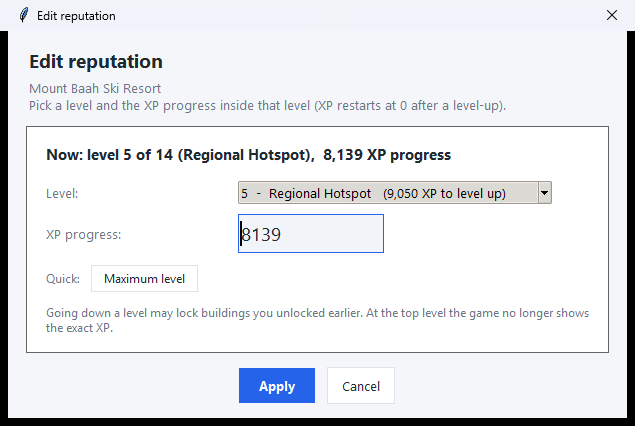 Edit reputation
Edit reputation
Mount Baah Ski Resort
Pick a level and the XP progress inside that level (XP restarts at 0 after a level-up).
Now: level 5 of 14 (Regional Hotspot),  8,139 XP progress
Level: 5  -  Regional Hotspot   (9,050 XP to level up)
XP progress: 8139
Quick: Maximum level
Going down a level may lock buildings you unlocked earlier. At the top level the game no longer shows
the exact XP.
Apply Cancel